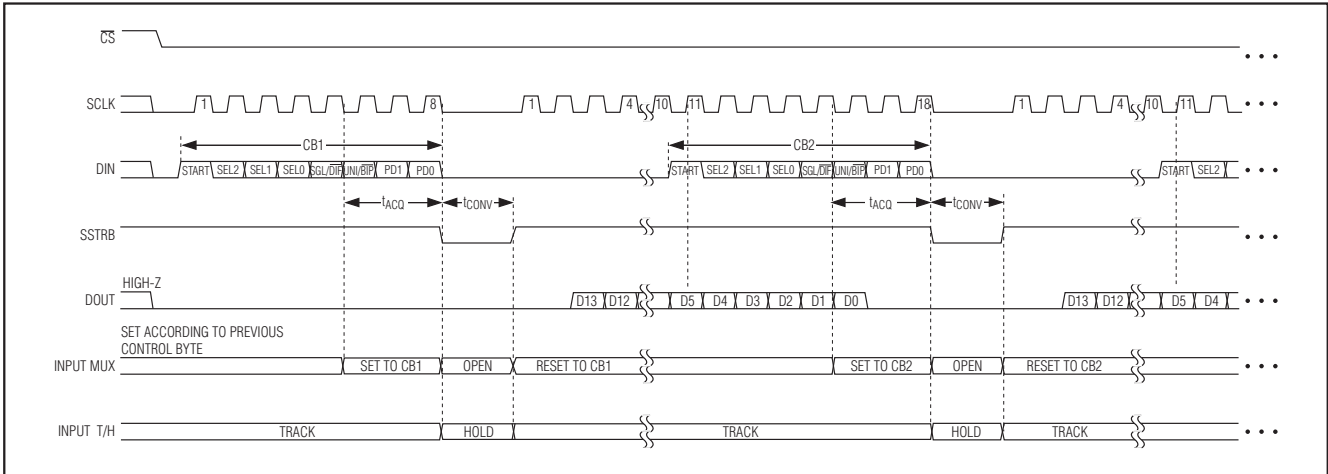 CS
SCLK 1 8 1 4 10 11 18 1 4 10 11
CB1 CB2
DIN START SEL2 SEL1 SEL0 SGL/DIF UNI/BIP PD1 PD0 START SEL2 SEL1 SEL0 SGL/DIF UNI/BIP PD1 PD0 START SEL2
tACQ tCONV tACQ tCONV
SSTRB
HIGH-Z
DOUT D13 D12 D5 D4 D3 D2 D1 D0 D13 D12 D5 D4
SET ACCORDING TO PREVIOUS
CONTROL BYTE
INPUT MUX SET TO CB1 OPEN RESET TO CB1 SET TO CB2 OPEN RESET TO CB2
INPUT T/H TRACK HOLD TRACK HOLD TRACK